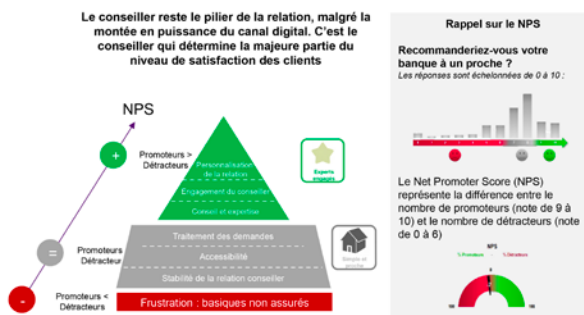 Le conseiller reste le pilier de la relation, malgré la
montée en puissance du canal digital. C'est le
conseiller qui détermine la majeure partie du
niveau de satisfaction des clients
NPS
+
Promoteurs >
Détracteurs
Personnalisation
de la relation
Engagement du conseiller
Conseil et expertise
Experts
engagés
=
Promoteurs
Détracteur
Traitement des demandes
Accessibilité
Stabilité de la relation conseiller
Simple et
proche
-
Promoteurs <
Détracteurs
Frustration : basiques non assurés
Rappel sur le NPS
Recommanderiez-vous votre
banque à un proche ?
Les réponses sont échelonnées de 0 à 10 :
Le Net Promoter Score (NPS)
représente la différence entre le
nombre de promoteurs (note de 9 à
10) et le nombre de détracteurs (note
de 0 à 6)
NPS
% Promoteurs - % Détracteurs
0
100 100